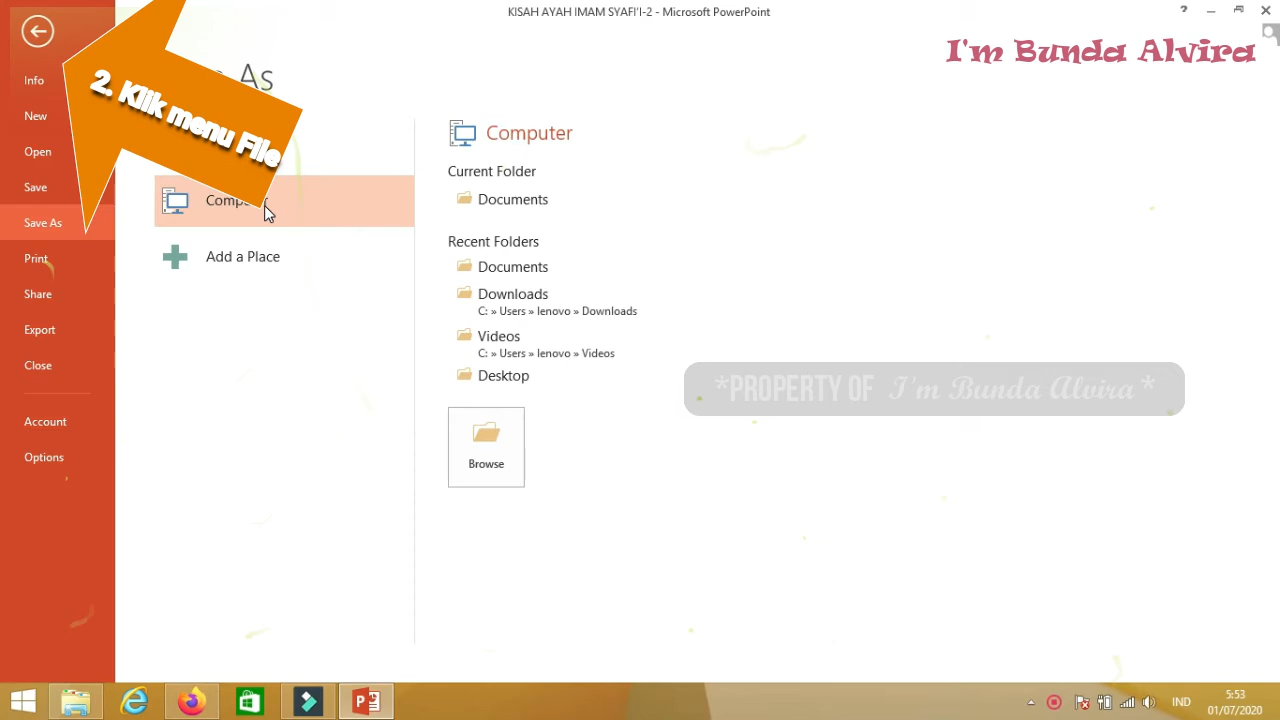 KISAH AYAH IMAM SYAFI'I-2 - Microsoft PowerPoint
?
I'm Bunda Alvira
Info
New
Open
Save
Save As
Print
Share
Export
Close
Account
Options
2. Klik menu File
As
Add a Place
Computer
Current Folder
Documents
Recent Folders
Documents
Downloads
C: » Users » lenovo » Downloads
Videos
C: » Users » lenovo » Videos
Desktop
Browse
*PROPERTY OF I'm Bunda Alvira*
IND
5:53
01/07/2020